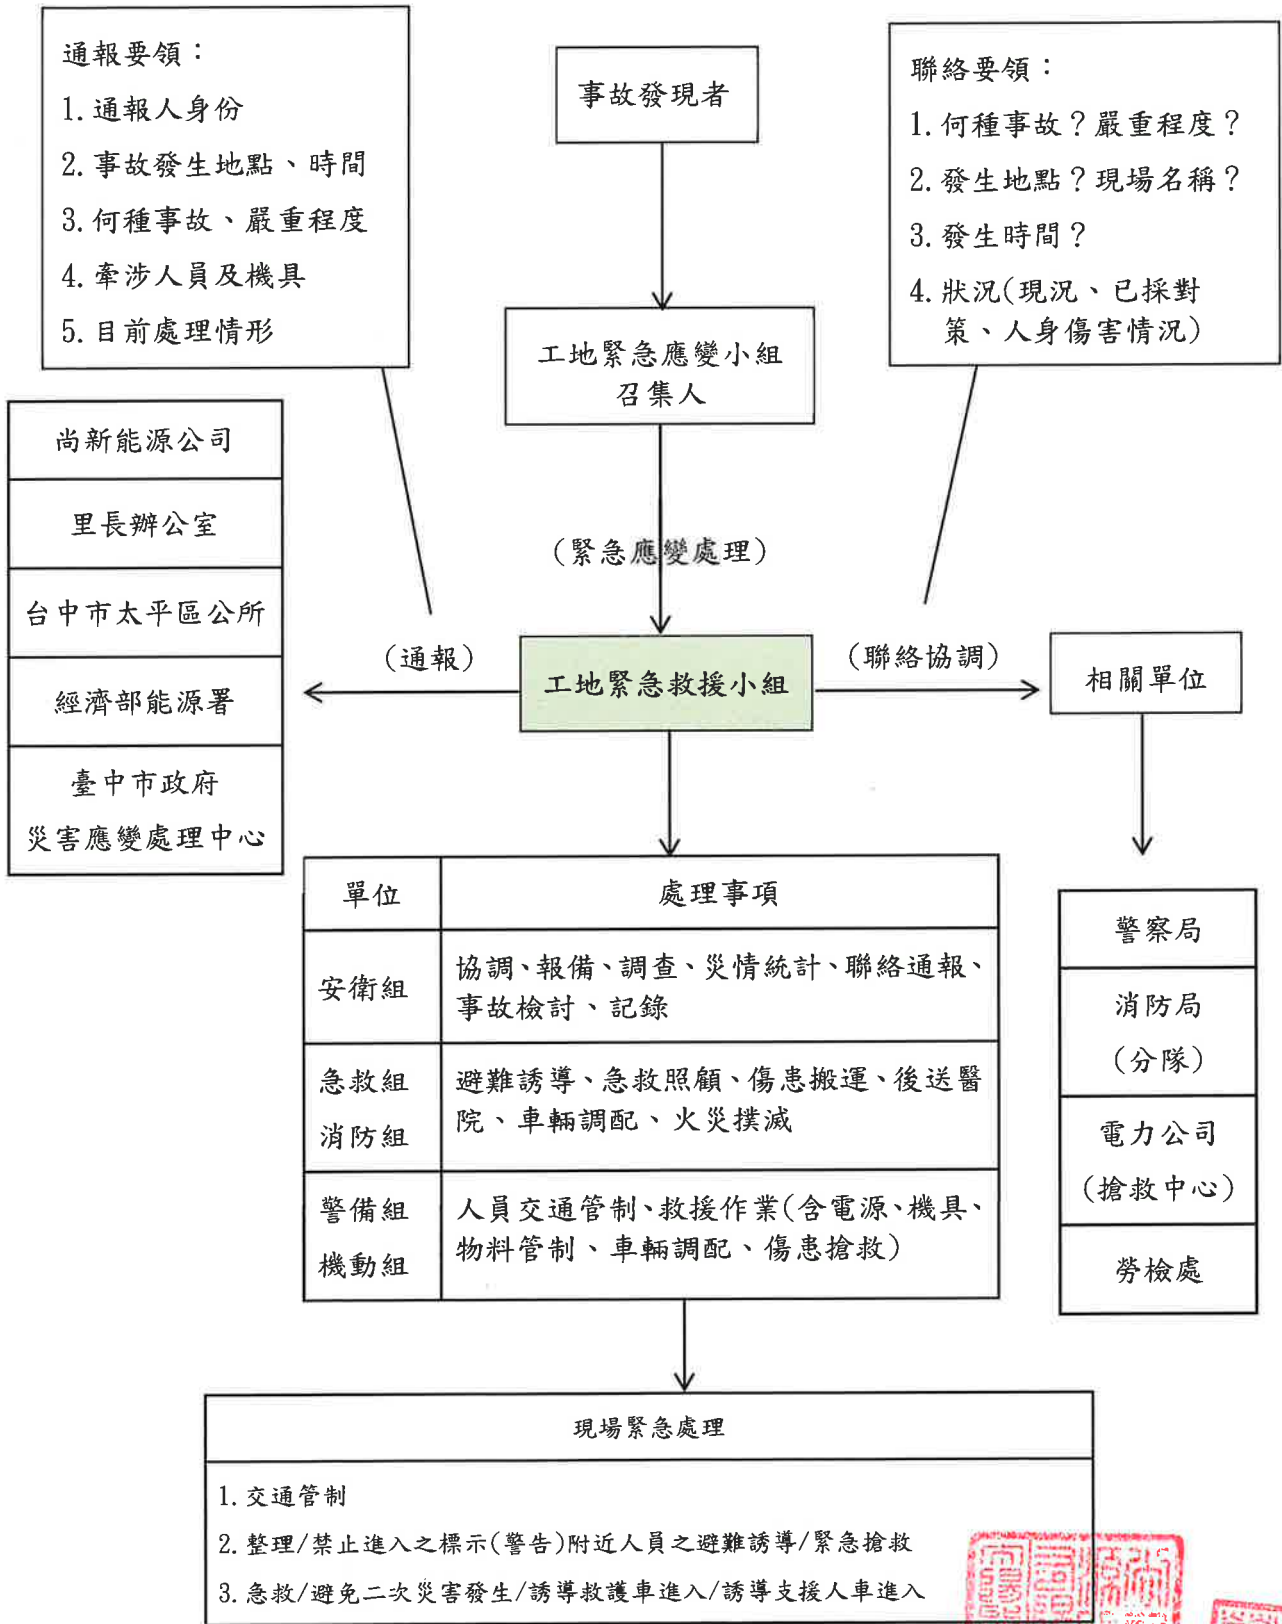 通報要領：
1.通報人身份
2.事故發生地點、時間
3.何種事故、嚴重程度
4.牽涉人員及機具
5.目前處理情形
事故發現者
聯絡要領：
1.何種事故？嚴重程度？
2.發生地點？現場名稱？
3.發生時間？
4.狀況(現況、已採對
策、人身傷害情況)
工地緊急應變小組
召集人
(緊急應變處理)
尚新能源公司
里長辦公室
台中市太平區公所
經濟部能源署
臺中市政府
災害應變處理中心
(通報)
工地緊急救援小組
(聯絡協調)
相關單位
警察局
消防局
(分隊)
電力公司
(搶救中心)
勞檢處
單位
處理事項
安衛組
協調、報備、調查、災情統計、聯絡通報、
事故檢討、記錄
急救組
消防組
避難誘導、急救照顧、傷患搬運、後送醫
院、車輛調配、火災撲滅
警備組
機動組
人員交通管制、救援作業(含電源、機具、
物料管制、車輛調配、傷患搶救)
現場緊急處理
1.交通管制
2.整理/禁止進入之標示(警告)附近人員之避難誘導/緊急搶救
3.急救/避免二次災害發生/誘導救護車進入/誘導支援人車進入